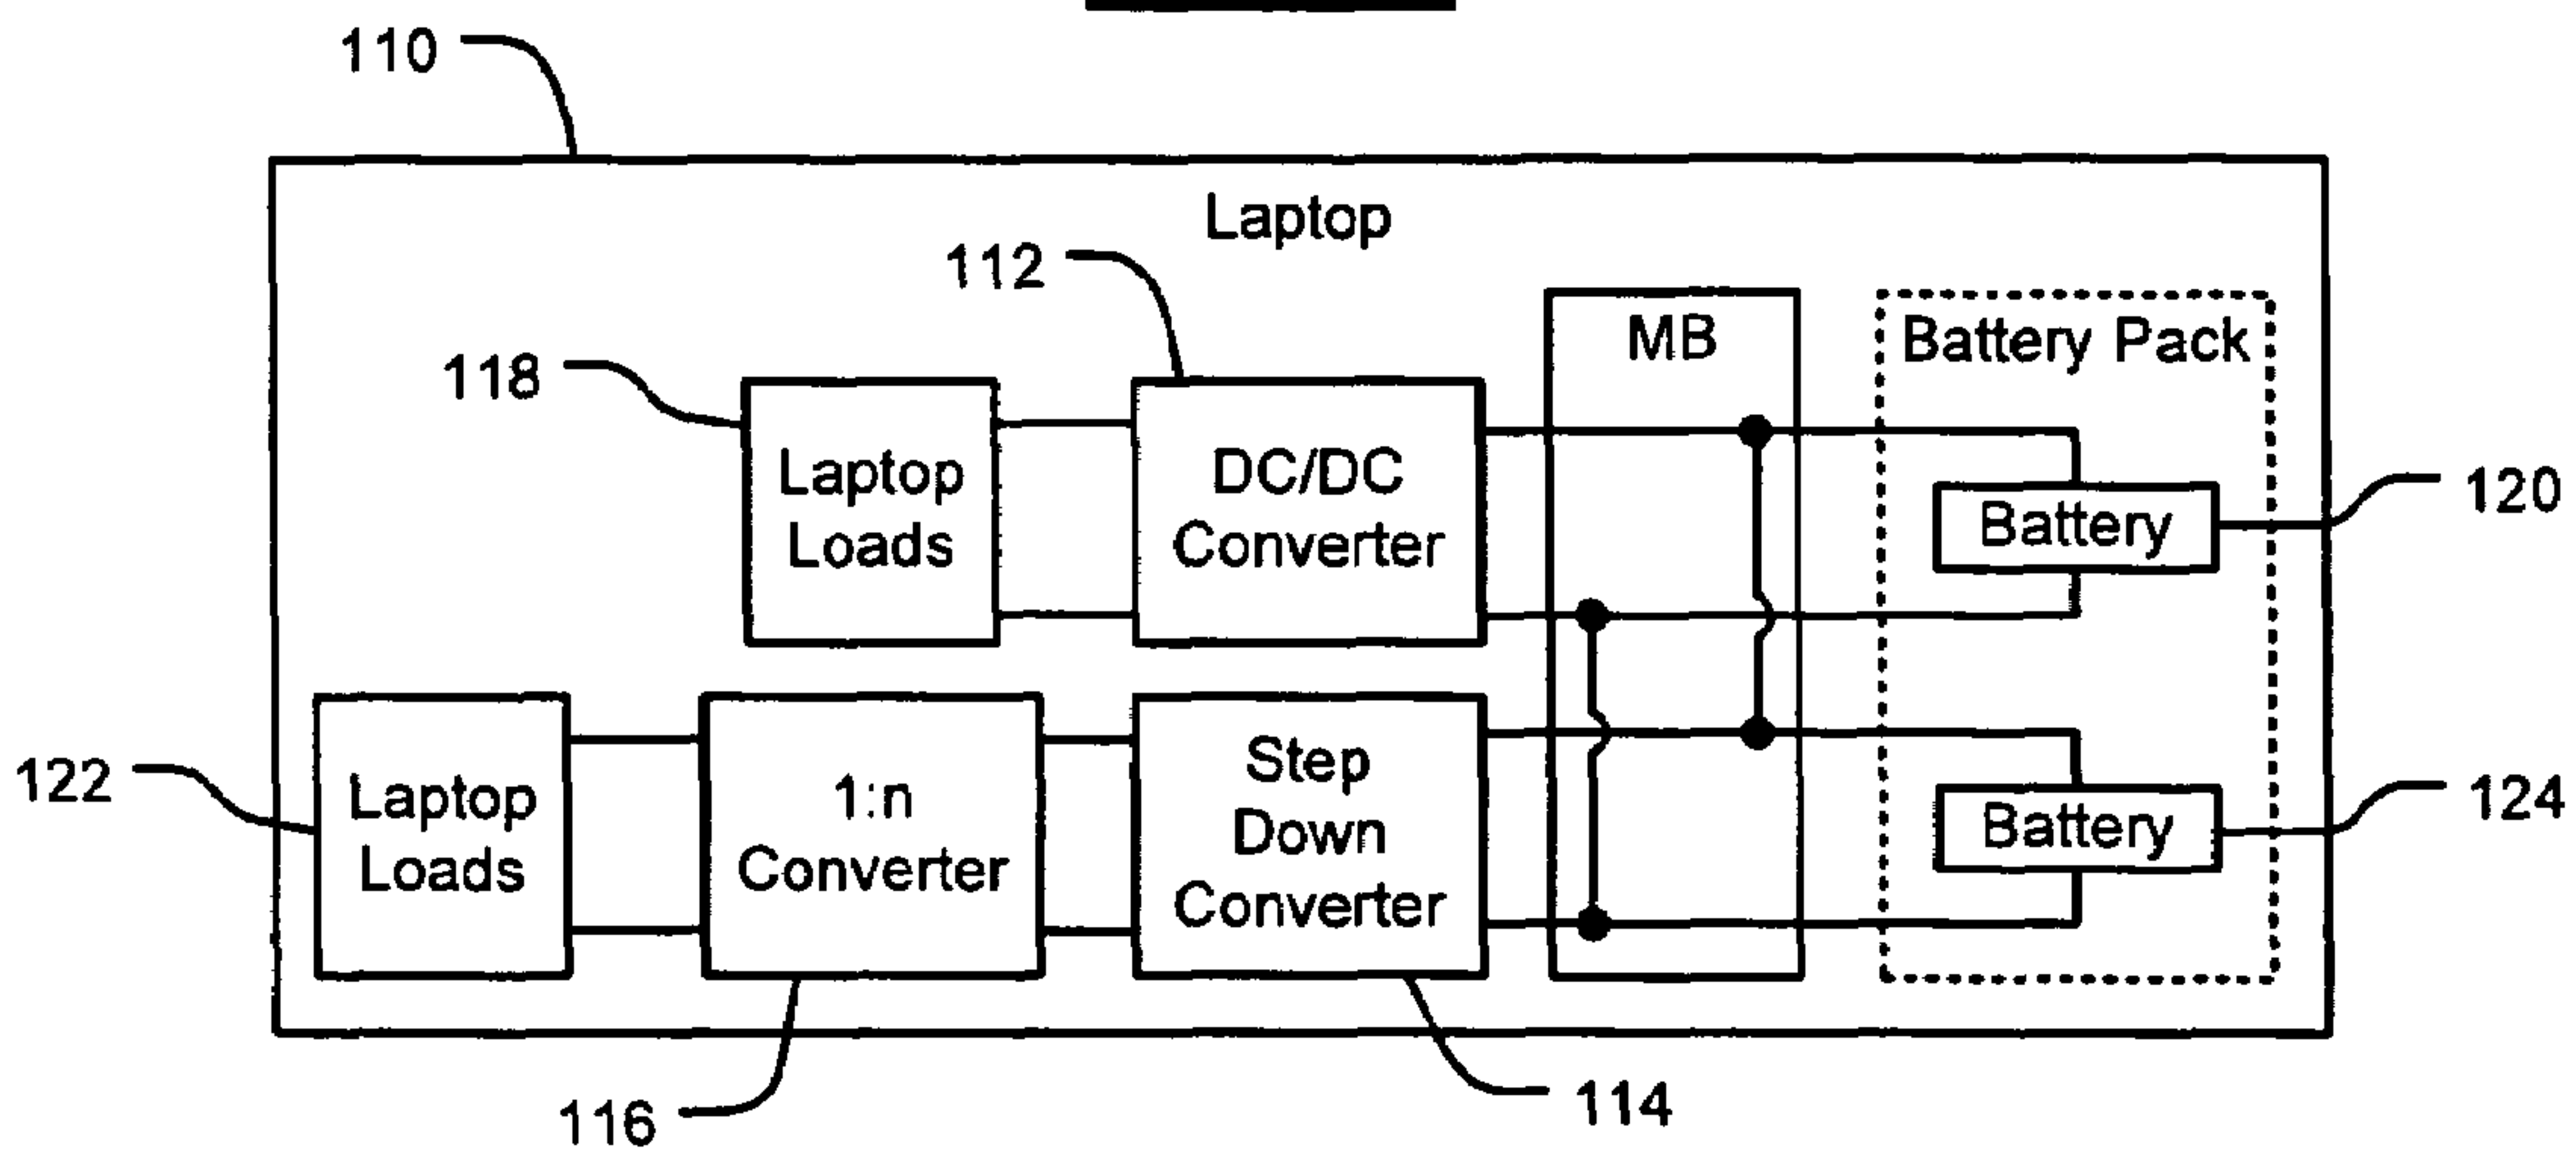 110
Laptop
112
MB
Battery Pack
118
Laptop
Loads
DC/DC
Converter
Battery
120
122
Laptop
Loads
1:n
Converter
Step
Down
Converter
Battery
124
116
114